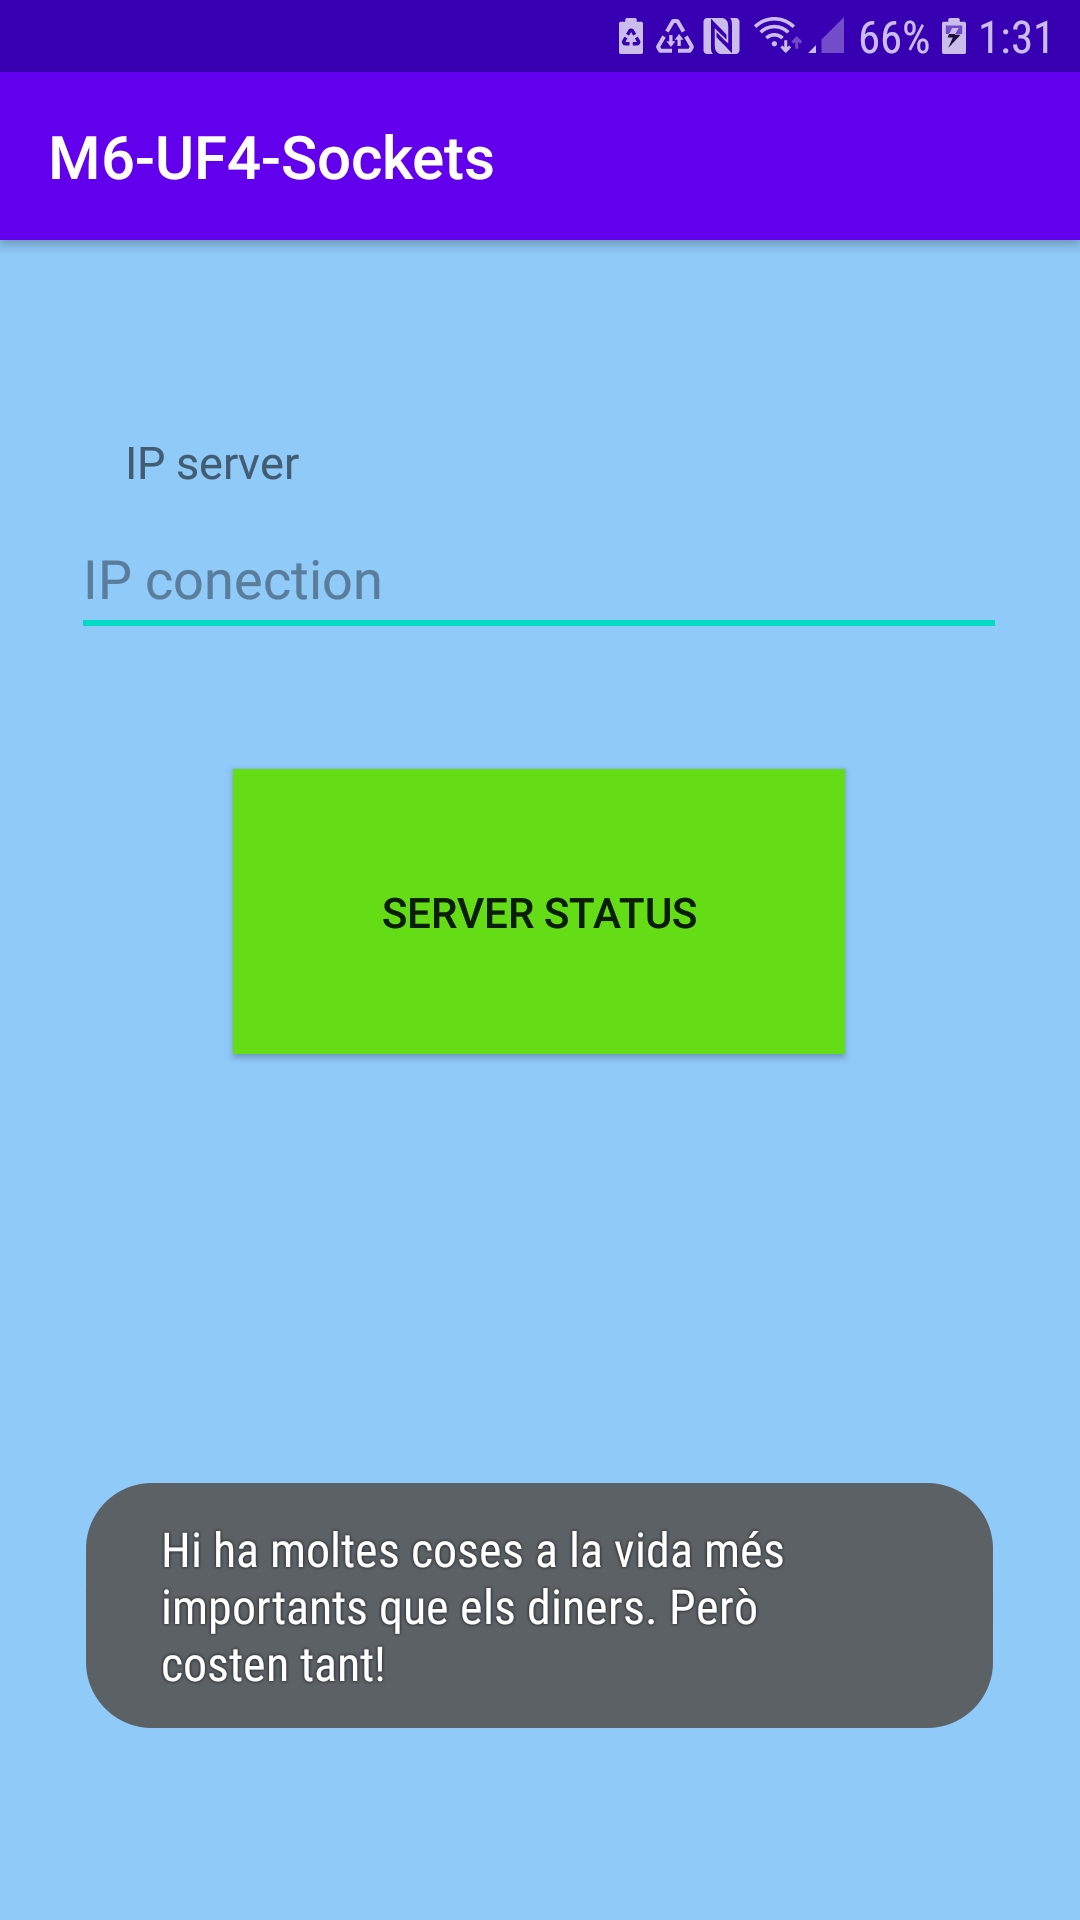 66% 1:31
M6-UF4-Sockets
IP server
IP conection
SERVER STATUS
Hi ha moltes coses a la vida més
importants que els diners. Però
costen tant!